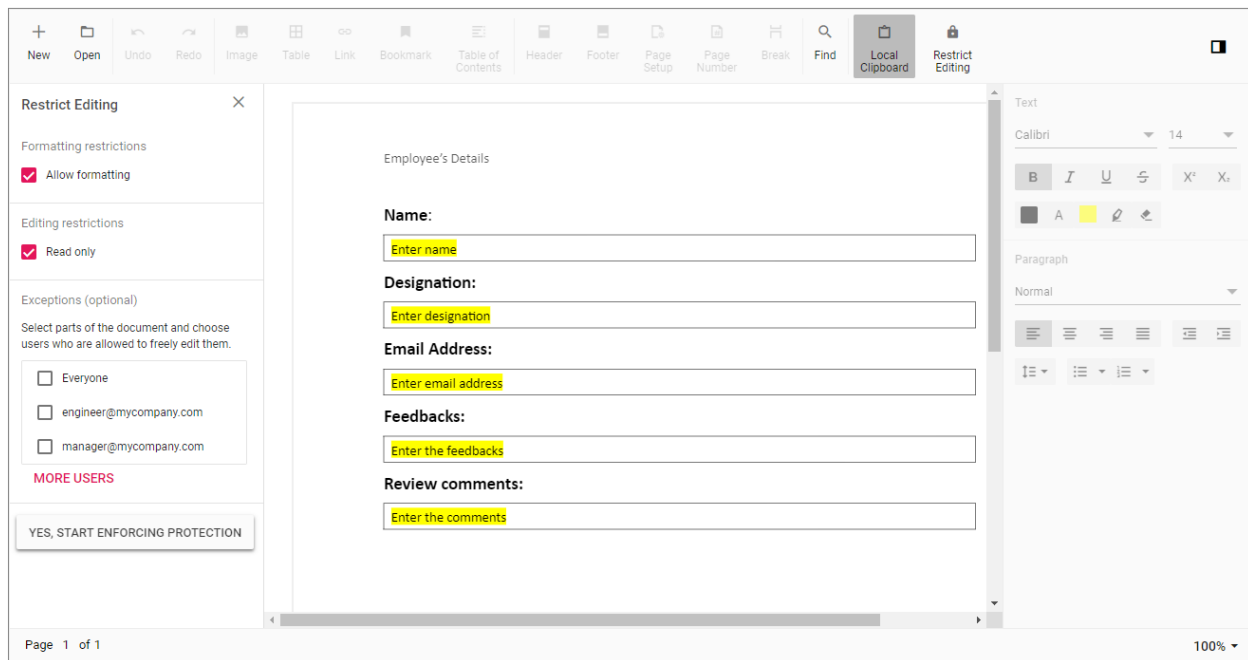 New Open Undo Redo Image Table Link Bookmark Table of Contents Header Footer Page Setup Page Number Break Find Local Clipboard Restrict Editing
Restrict Editing
Formatting restrictions
Allow formatting
Editing restrictions
Read only
Exceptions (optional)
Select parts of the document and choose
users who are allowed to freely edit them.
Everyone
engineer@mycompany.com
manager@mycompany.com
MORE USERS
YES, START ENFORCING PROTECTION
Employee's Details
Name:
Enter name
Designation:
Enter designation
Email Address:
Enter email address
Feedbacks:
Enter the feedbacks
Review comments:
Enter the comments
Text
Calibri 14
B I U S X² X₂
A
Paragraph
Normal
Page 1 of 1
100%